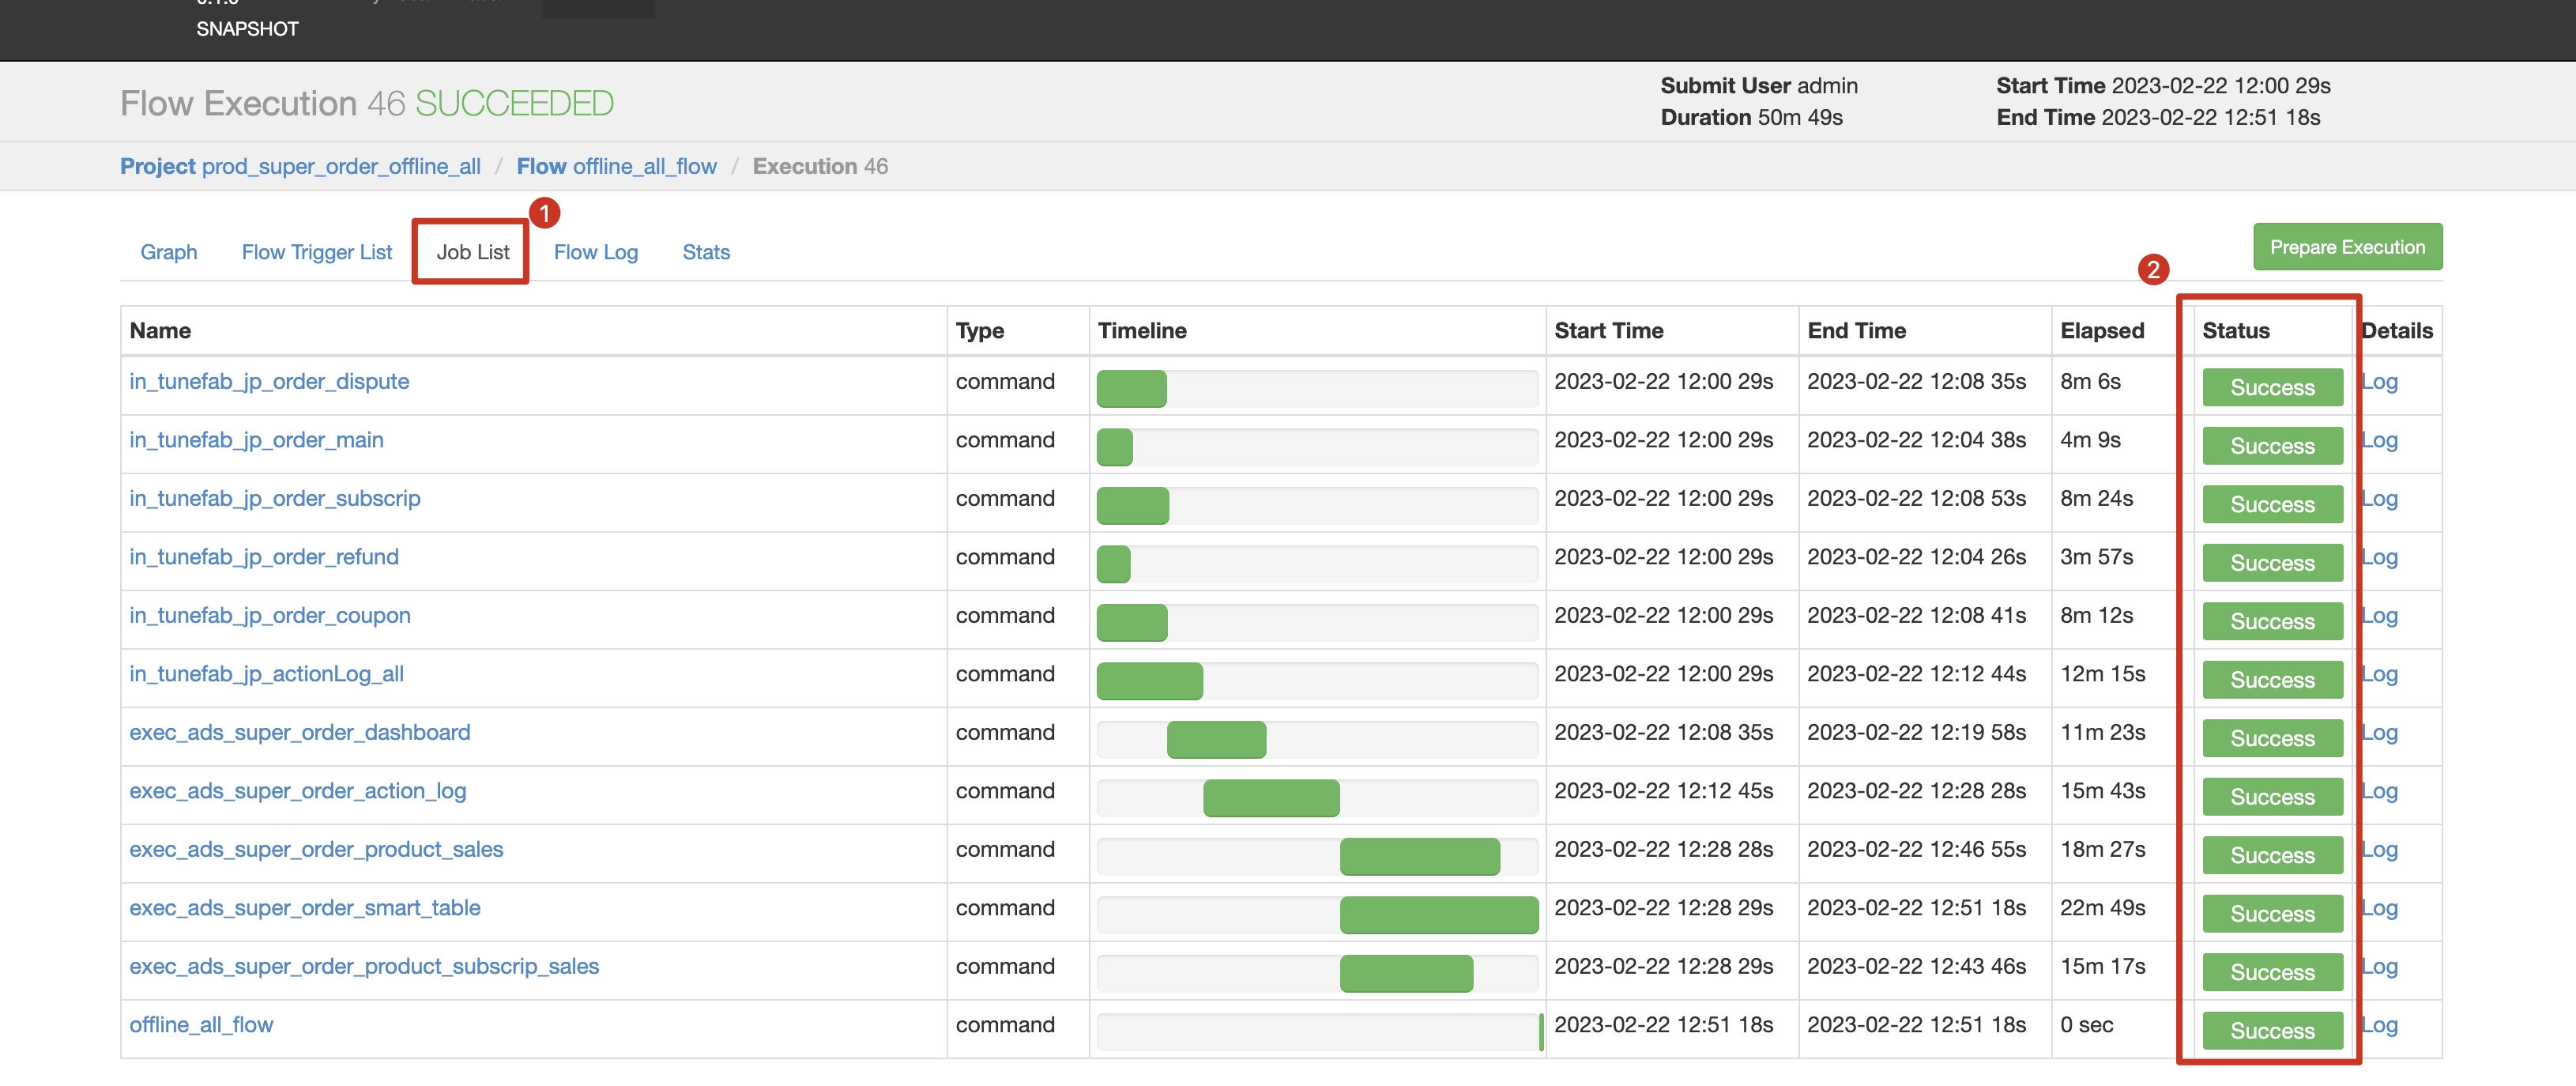 SNAPSHOT
Flow Execution 46 SUCCEEDED
Submit User admin
Duration 50m 49s
Start Time 2023-02-22 12:00 29s
End Time 2023-02-22 12:51 18s
Project prod_super_order_offline_all / Flow offline_all_flow / Execution 46
1
Graph Flow Trigger List Job List Flow Log Stats
Prepare Execution
2
Name Type Timeline Start Time End Time Elapsed Status Details
in_tunefab_jp_order_dispute command 2023-02-22 12:00 29s 2023-02-22 12:08 35s 8m 6s Success Log
in_tunefab_jp_order_main command 2023-02-22 12:00 29s 2023-02-22 12:04 38s 4m 9s Success Log
in_tunefab_jp_order_subscrip command 2023-02-22 12:00 29s 2023-02-22 12:08 53s 8m 24s Success Log
in_tunefab_jp_order_refund command 2023-02-22 12:00 29s 2023-02-22 12:04 26s 3m 57s Success Log
in_tunefab_jp_order_coupon command 2023-02-22 12:00 29s 2023-02-22 12:08 41s 8m 12s Success Log
in_tunefab_jp_actionLog_all command 2023-02-22 12:00 29s 2023-02-22 12:12 44s 12m 15s Success Log
exec_ads_super_order_dashboard command 2023-02-22 12:08 35s 2023-02-22 12:19 58s 11m 23s Success Log
exec_ads_super_order_action_log command 2023-02-22 12:12 45s 2023-02-22 12:28 28s 15m 43s Success Log
exec_ads_super_order_product_sales command 2023-02-22 12:28 28s 2023-02-22 12:46 55s 18m 27s Success Log
exec_ads_super_order_smart_table command 2023-02-22 12:28 29s 2023-02-22 12:51 18s 22m 49s Success Log
exec_ads_super_order_product_subscrip_sales command 2023-02-22 12:28 29s 2023-02-22 12:43 46s 15m 17s Success Log
offline_all_flow command 2023-02-22 12:51 18s 2023-02-22 12:51 18s 0 sec Success Log